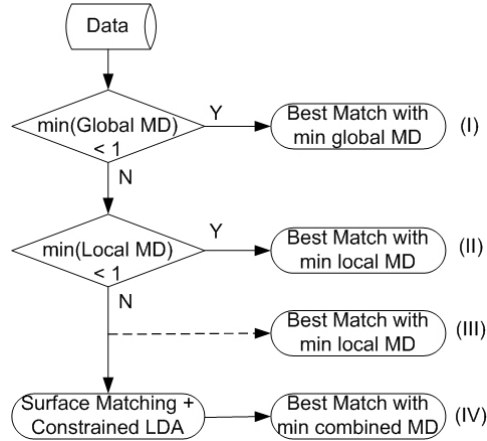 Data
min(Global MD)
< 1
Y
Best Match with
min global MD
(I)
N
min(Local MD)
< 1
Y
Best Match with
min local MD
(II)
N
Best Match with
min local MD
(III)
Surface Matching +
Constrained LDA
Best Match with
min combined MD
(IV)